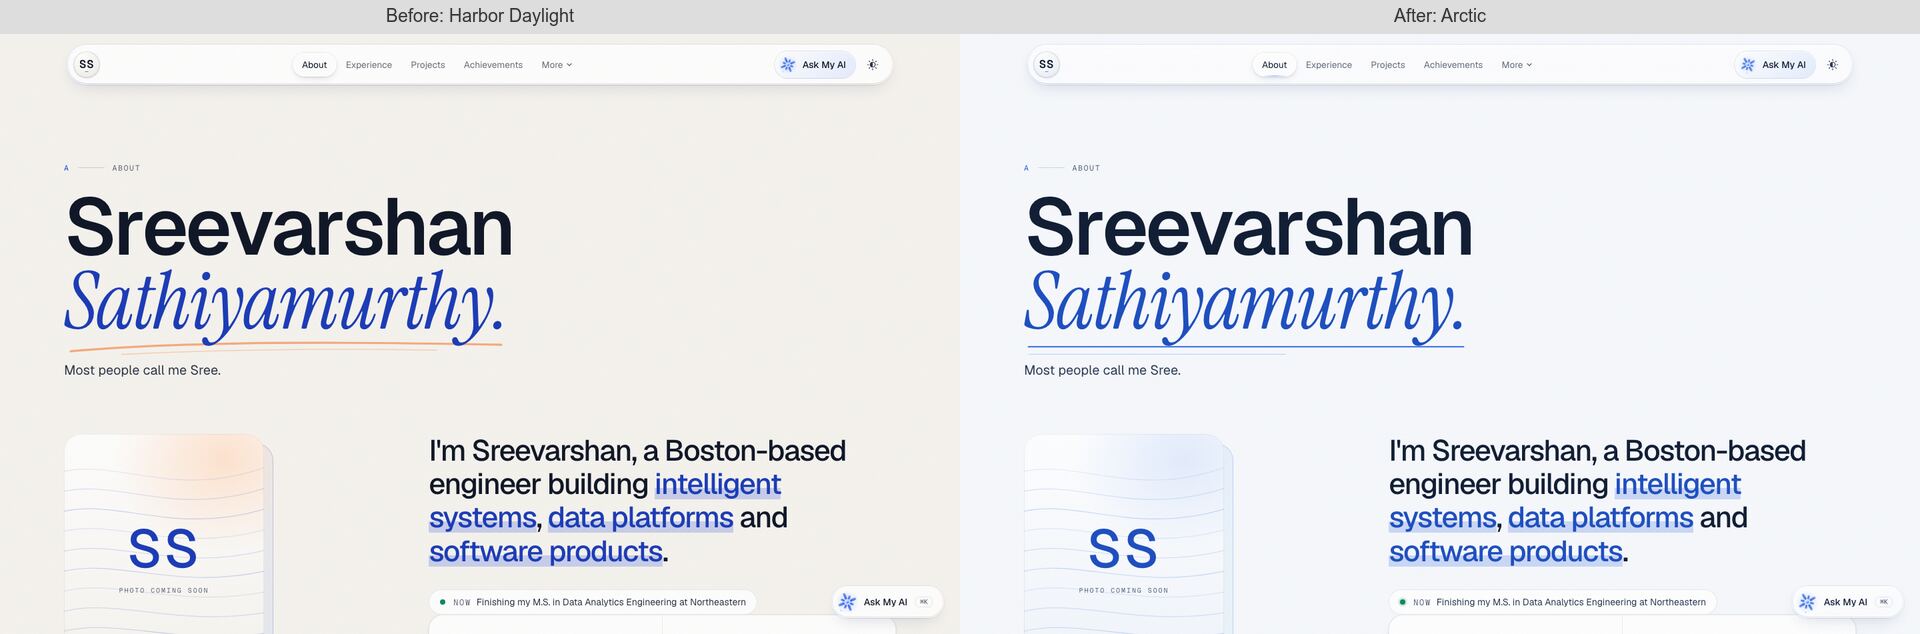 Before: Harbor Daylight
SS
About Experience Projects Achievements More
Ask My AI
A ABOUT
Sreevarshan
Sathiyamurthy.
Most people call me Sree.
SS
PHOTO COMING SOON
I'm Sreevarshan, a Boston-based
engineer building intelligent
systems, data platforms and
software products.
NOW Finishing my M.S. in Data Analytics Engineering at Northeastern
Ask My AI ⌘K
After: Arctic
SS
About Experience Projects Achievements More
Ask My AI
A ABOUT
Sreevarshan
Sathiyamurthy.
Most people call me Sree.
SS
PHOTO COMING SOON
I'm Sreevarshan, a Boston-based
engineer building intelligent
systems, data platforms and
software products.
NOW Finishing my M.S. in Data Analytics Engineering at Northeastern
Ask My AI ⌘K